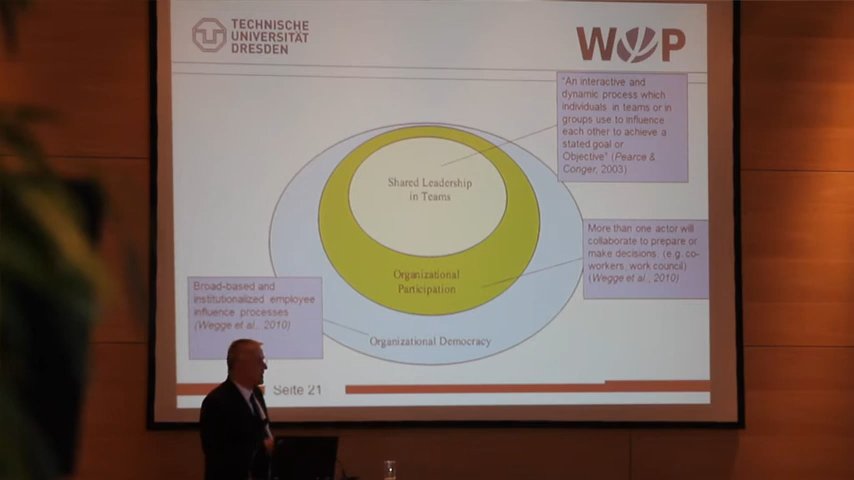 TECHNISCHE
UNIVERSITÄT
DRESDEN
WOP
"An interactive and
dynamic process which
individuals in teams or in
groups use to influence
each other to achieve a
stated goal or
Objective" (Pearce &
Conger, 2003)
Shared Leadership
in Teams
More than one actor will
collaborate to prepare or
make decisions. (e.g. co-
workers, work council)
(Wegge et al., 2010)
Organizational
Participation
Broad-based and
institutionalized employee
influence processes
(Wegge et al., 2010)
Organizational Democracy
Seite 21